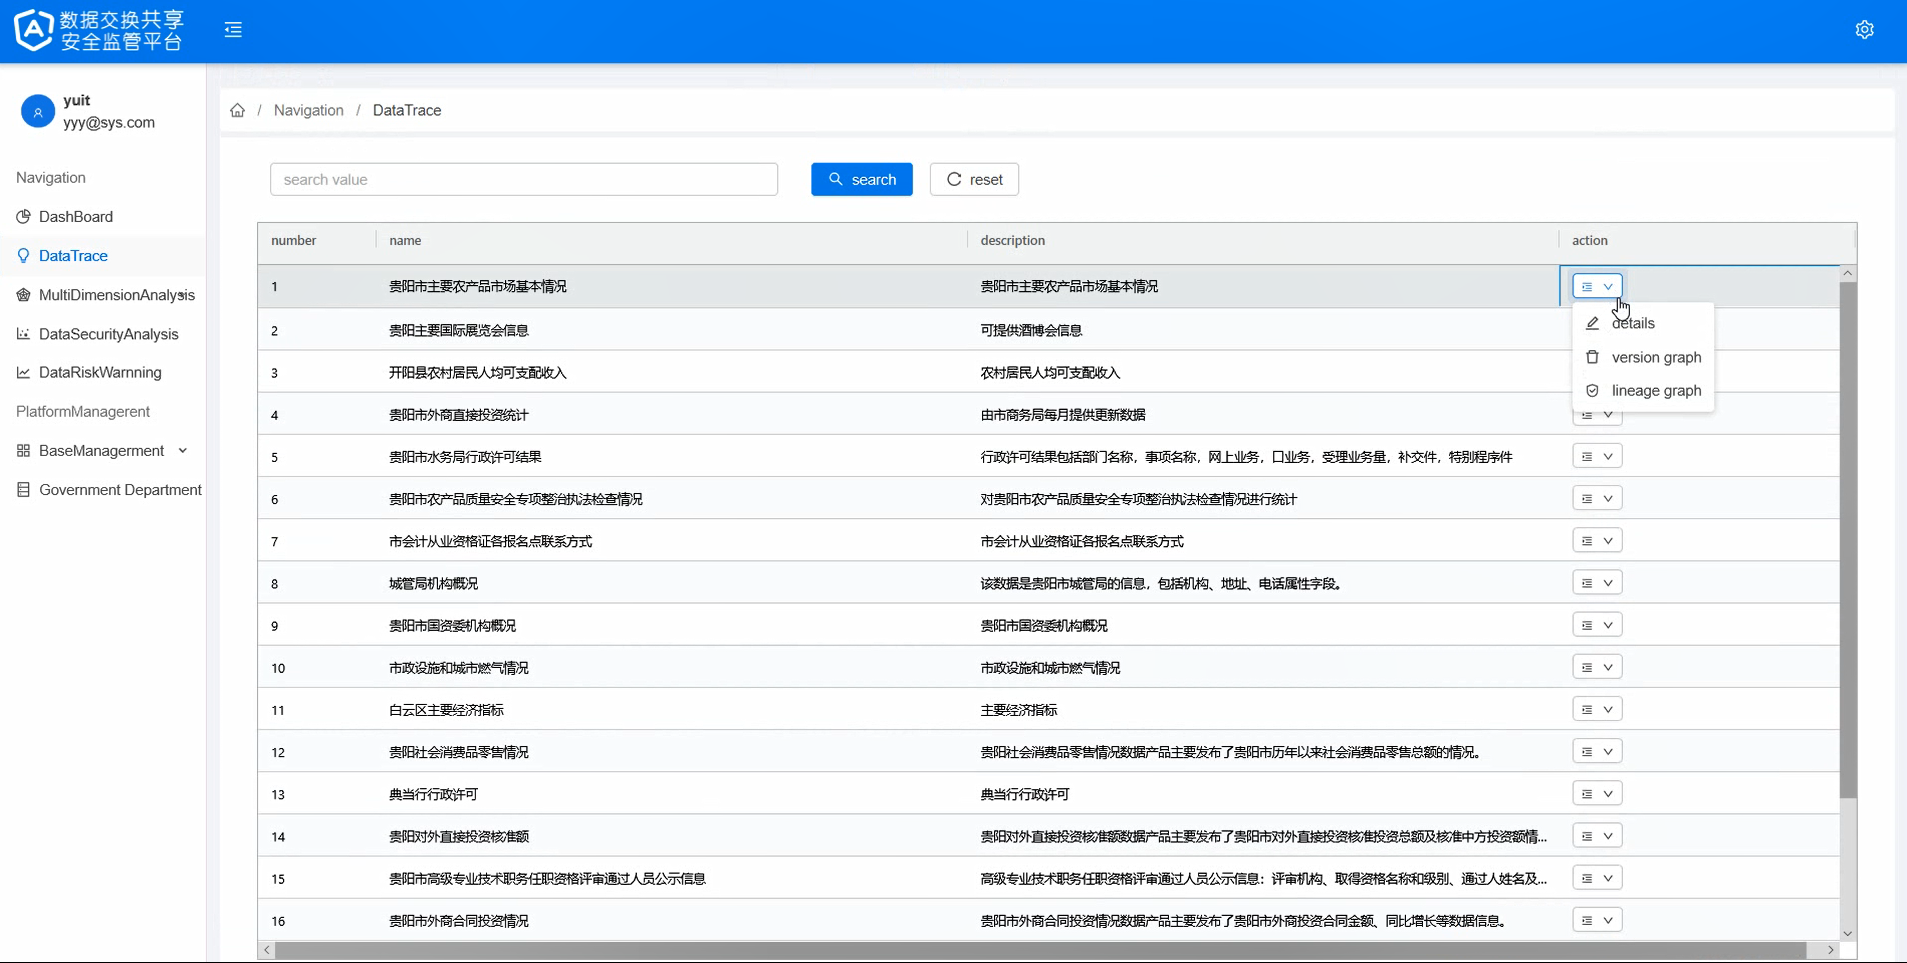 数据交换共享
安全监管平台
yuit
yyy@sys.com
Navigation
DashBoard
DataTrace
MultiDimensionAnalysis
DataSecurityAnalysis
DataRiskWarnning
PlatformManagerent
BaseManagerment
Government Department
/ Navigation / DataTrace
search value
search
reset
number name description action
1 贵阳市主要农产品市场基本情况 贵阳市主要农产品市场基本情况
details
version graph
lineage graph
2 贵阳主要国际展览会信息 可提供酒博会信息
3 开阳县农村居民人均可支配收入 农村居民人均可支配收入
4 贵阳市外商直接投资统计 由市商务局每月提供更新数据
5 贵阳市水务局行政许可结果 行政许可结果包括部门名称，事项名称，网上业务，口业务，受理业务量，补交件，特别程序件
6 贵阳市农产品质量安全专项整治执法检查情况 对贵阳市农产品质量安全专项整治执法检查情况进行统计
7 市会计从业资格证各报名点联系方式 市会计从业资格证各报名点联系方式
8 城管局机构概况 该数据是贵阳市城管局的信息，包括机构、地址、电话属性字段。
9 贵阳市国资委机构概况 贵阳市国资委机构概况
10 市政设施和城市燃气情况 市政设施和城市燃气情况
11 白云区主要经济指标 主要经济指标
12 贵阳社会消费品零售情况 贵阳社会消费品零售情况数据产品主要发布了贵阳市历年以来社会消费品零售总额的情况。
13 典当行行政许可 典当行行政许可
14 贵阳对外直接投资核准额 贵阳对外直接投资核准额数据产品主要发布了贵阳市对外直接投资核准投资总额及核准中方投资额情...
15 贵阳市高级专业技术职务任职资格评审通过人员公示信息 高级专业技术职务任职资格评审通过人员公示信息：评审机构、取得资格名称和级别、通过人姓名及...
16 贵阳市外商合同投资情况 贵阳市外商合同投资情况数据产品主要发布了贵阳市外商投资合同金额、同比增长等数据信息。